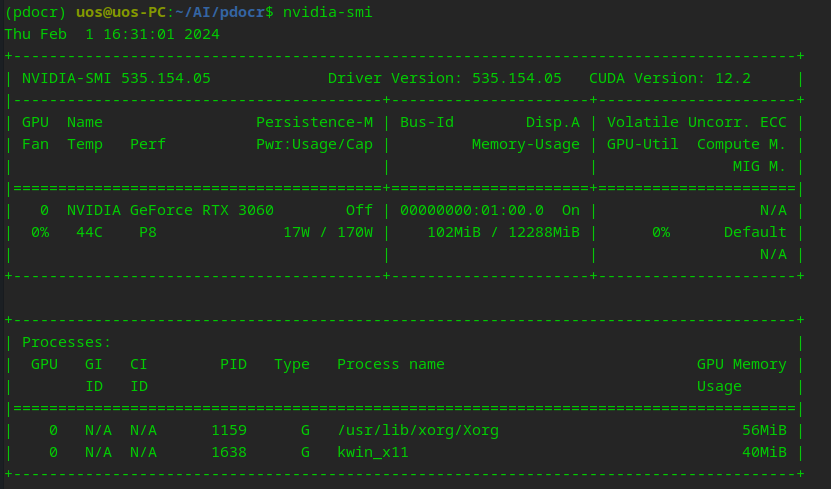 (pdocr) uos@uos-PC:~/AI/pdocr$ nvidia-smi
Thu Feb  1 16:31:01 2024
+---------------------------------------------------------------------------------------+
| NVIDIA-SMI 535.154.05             Driver Version: 535.154.05   CUDA Version: 12.2     |
|-----------------------------------------+----------------------+----------------------+
| GPU  Name                 Persistence-M | Bus-Id        Disp.A | Volatile Uncorr. ECC |
| Fan  Temp   Perf          Pwr:Usage/Cap |         Memory-Usage | GPU-Util  Compute M. |
|                                         |                      |               MIG M. |
|=========================================+======================+======================|
|   0  NVIDIA GeForce RTX 3060        Off | 00000000:01:00.0  On |                  N/A |
|  0%   44C    P8              17W / 170W |    102MiB / 12288MiB |      0%      Default |
|                                         |                      |                  N/A |
+-----------------------------------------+----------------------+----------------------+

+---------------------------------------------------------------------------------------+
| Processes:                                                                            |
|  GPU   GI   CI        PID   Type   Process name                            GPU Memory |
|        ID   ID                                                             Usage      |
|=======================================================================================|
|    0   N/A  N/A      1159      G   /usr/lib/xorg/Xorg                           56MiB |
|    0   N/A  N/A      1638      G   kwin_x11                                     40MiB |
+---------------------------------------------------------------------------------------+